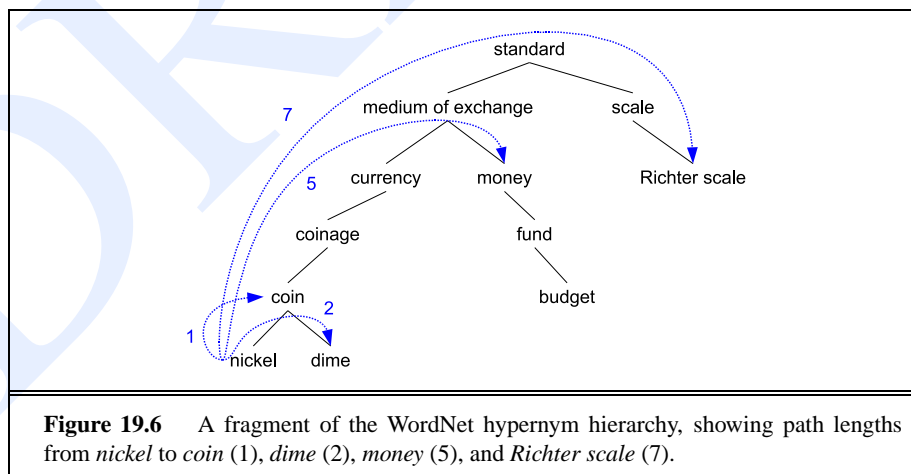 standard
medium of exchange scale
7
5 currency money Richter scale
coinage fund
coin budget
1 2
nickel dime
Figure 19.6 A fragment of the WordNet hypernym hierarchy, showing path lengths
from nickel to coin (1), dime (2), money (5), and Richter scale (7).